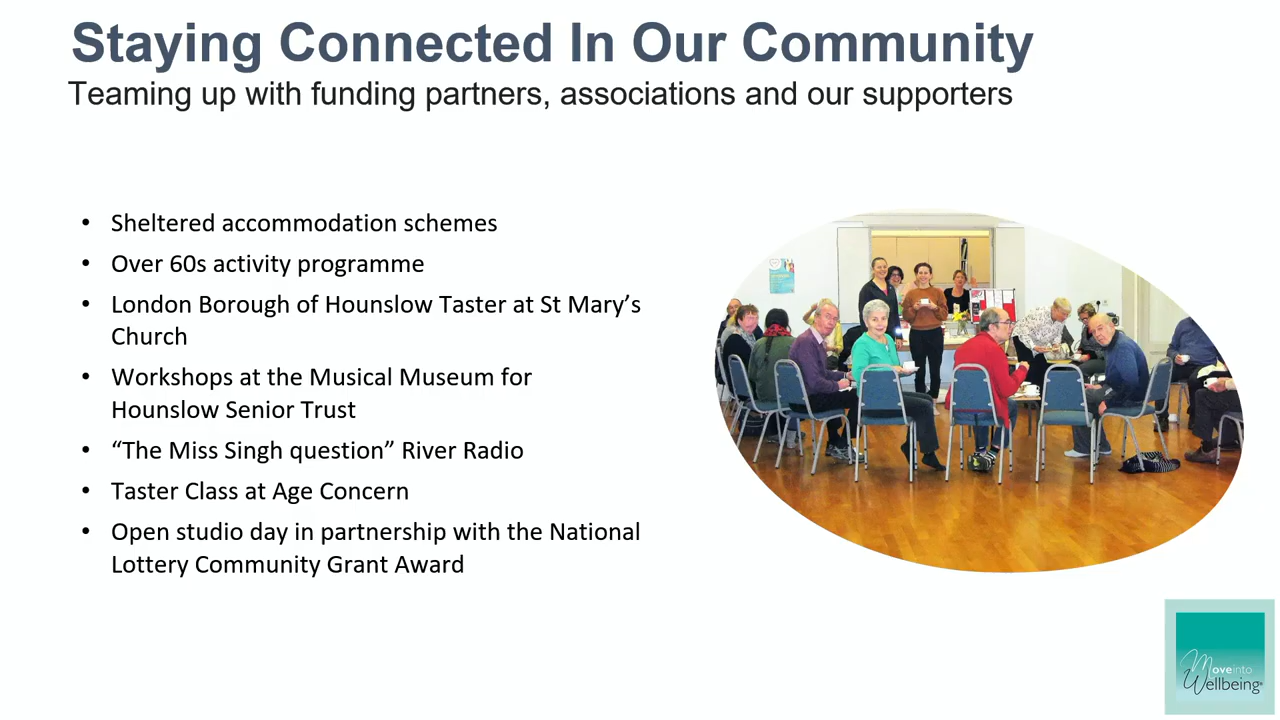 Staying Connected In Our Community
Teaming up with funding partners, associations and our supporters
• Sheltered accommodation schemes
• Over 60s activity programme
• London Borough of Hounslow Taster at St Mary’s
Church
• Workshops at the Musical Museum for
Hounslow Senior Trust
• “The Miss Singh question” River Radio
• Taster Class at Age Concern
• Open studio day in partnership with the National
Lottery Community Grant Award
Move into
Wellbeing®